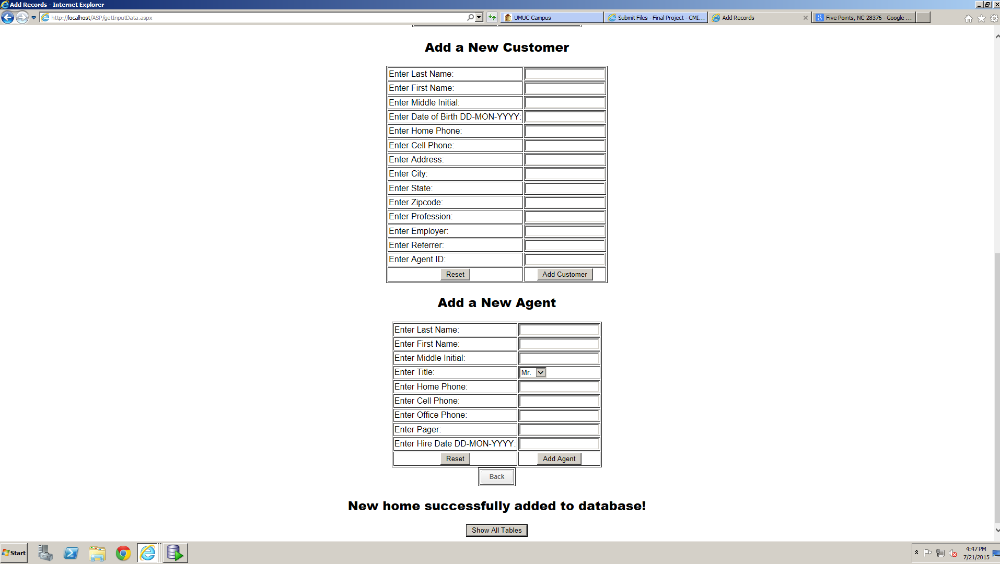 Add Records - Internet Explorer
http://localhost/ASP/getInputData.aspx
UMUC Campus
Submit Files - Final Project - CMI...
Add Records
Five Points, NC 28376 - Google ...
Add a New Customer
Enter Last Name:
Enter First Name:
Enter Middle Initial:
Enter Date of Birth DD-MON-YYYY:
Enter Home Phone:
Enter Cell Phone:
Enter Address:
Enter City:
Enter State:
Enter Zipcode:
Enter Profession:
Enter Employer:
Enter Referrer:
Enter Agent ID:
Reset Add Customer
Add a New Agent
Enter Last Name:
Enter First Name:
Enter Middle Initial:
Enter Title: Mr.
Enter Home Phone:
Enter Cell Phone:
Enter Office Phone:
Enter Pager:
Enter Hire Date DD-MON-YYYY:
Reset Add Agent
Back
New home successfully added to database!
Show All Tables
Start
4:47 PM
7/21/2015